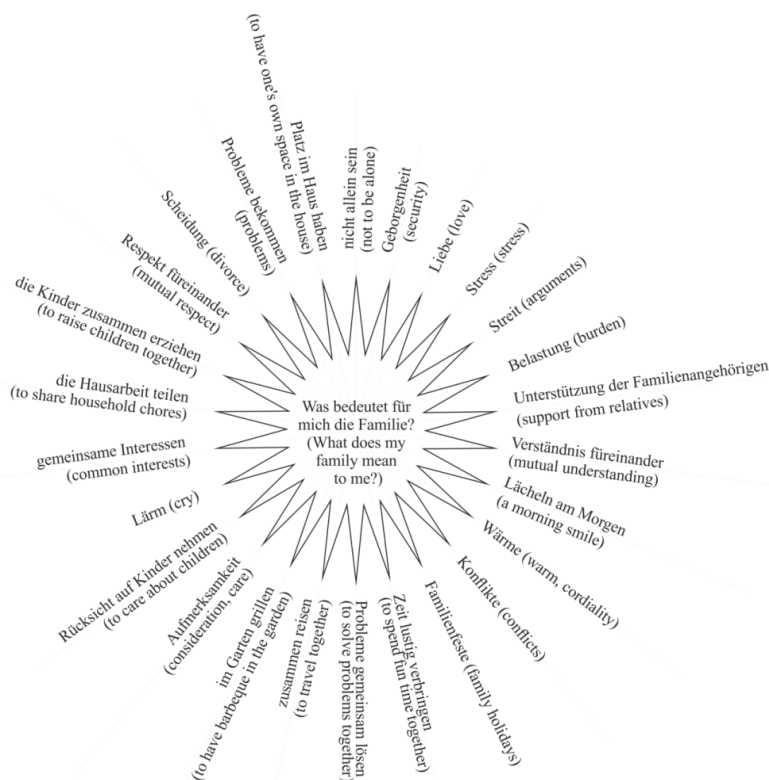 Was bedeutet für
mich die Familie?
(What does my
family mean
to me?)
nicht allein sein
(not to be alone)
Geborgenheit
(security)
Liebe (love)
Stress (stress)
Streit (arguments)
Belastung (burden)
Unterstützung der Familienangehörigen
(support from relatives)
Verständnis füreinander
(mutual understanding)
Lächeln am Morgen
(a morning smile)
Wärme (warm, cordiality)
Konflikte (conflicts)
Familienfeste (family holidays)
Zeit lustig verbringen
(to spend fun time together)
Probleme gemeinsam lösen
(to solve problems together)
zusammen reisen
(to travel together)
im Garten grillen
(to have barbeque in the garden)
Aufmerksamkeit
(consideration, care)
Rücksicht auf Kinder nehmen
(to care about children)
Lärm (cry)
gemeinsame Interessen
(common interests)
die Hausarbeit teilen
(to share household chores)
die Kinder zusammen erziehen
(to raise children together)
Respekt füreinander
(mutual respect)
Scheidung (divorce)
Probleme bekommen
(problems)
Platz im Haus haben
(to have one's own space in the house)